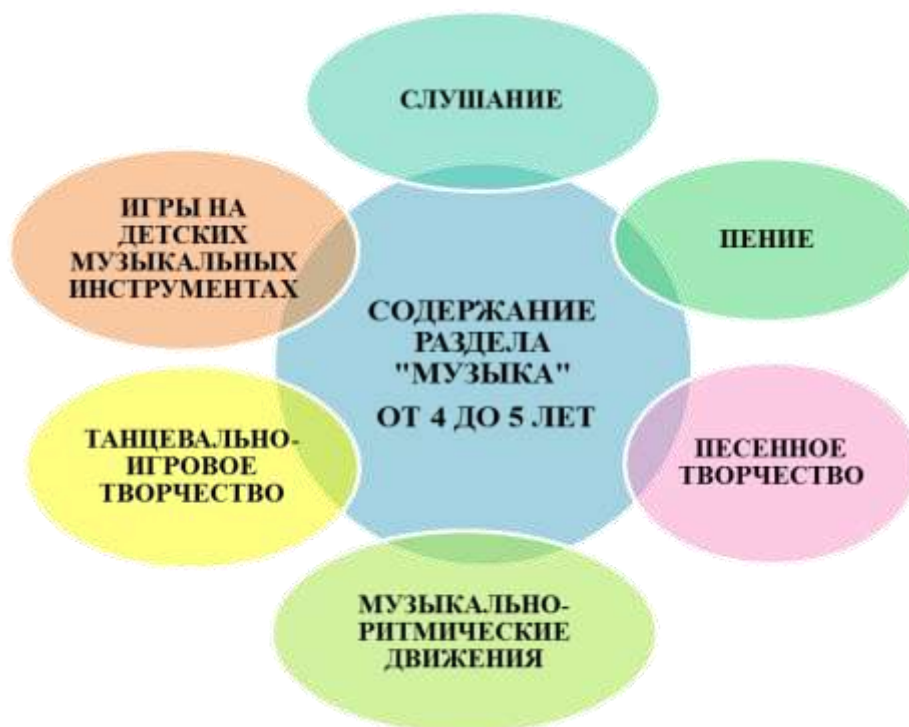 СЛУШАНИЕ
ПЕНИЕ
ПЕСЕННОЕ
ТВОРЧЕСТВО
МУЗЫКАЛЬНО-
РИТМИЧЕСКИЕ
ДВИЖЕНИЯ
ТАНЦЕВАЛЬНО-
ИГРОВОЕ
ТВОРЧЕСТВО
ИГРЫ НА
ДЕТСКИХ
МУЗЫКАЛЬНЫХ
ИНСТРУМЕНТАХ
СОДЕРЖАНИЕ
РАЗДЕЛА
"МУЗЫКА"
ОТ 4 ДО 5 ЛЕТ